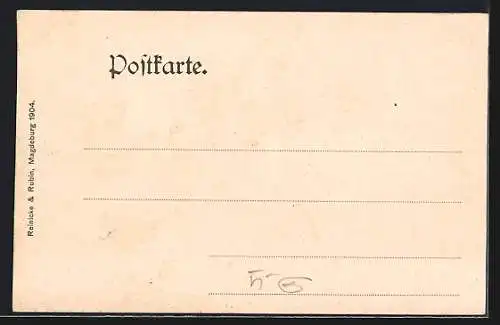 Postkarte.
Reinicke & Rubin, Magdeburg 1904.